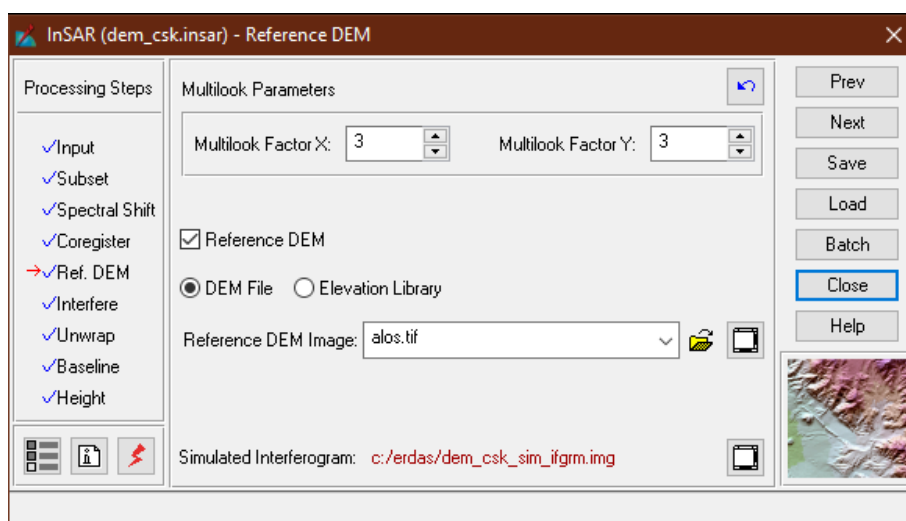 InSAR (dem_csk.insar) - Reference DEM
Processing Steps
Input
Subset
Spectral Shift
Coregister
Ref. DEM
Interfere
Unwrap
Baseline
Height
Multilook Parameters
Multilook Factor X: 3 Multilook Factor Y: 3
Reference DEM
DEM File Elevation Library
Reference DEM Image: alos.tif
Simulated Interferogram: c:/erdas/dem_csk_sim_ifgrm.img
Prev
Next
Save
Load
Batch
Close
Help